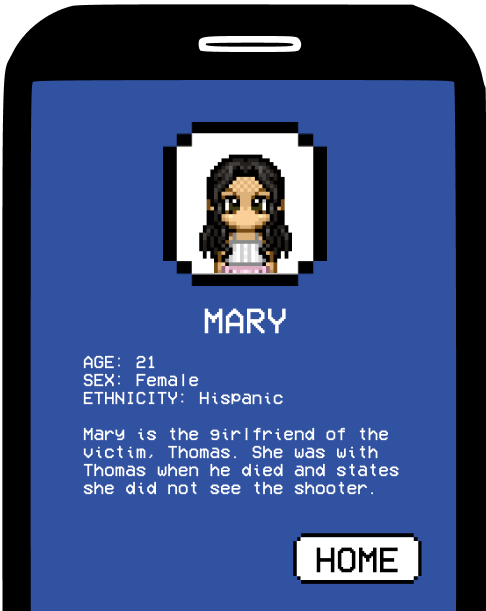 MARY
AGE: 21
SEX: Female
ETHNICITY: Hispanic
Mary is the girlfriend of the
victim, Thomas. She was with
Thomas when he died and states
she did not see the shooter.
HOME